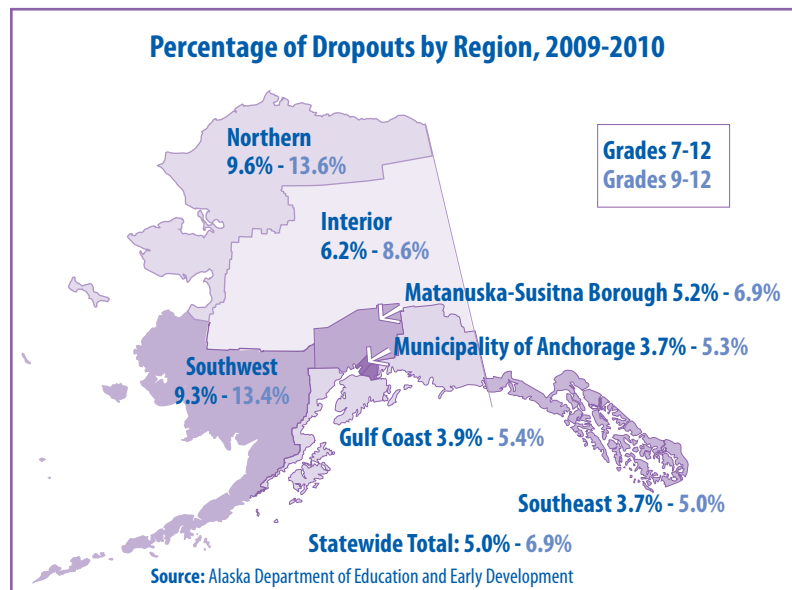 Percentage of Dropouts by Region, 2009-2010
Northern
9.6% - 13.6%
Grades 7-12
Grades 9-12
Interior
6.2% - 8.6%
Matanuska-Susitna Borough 5.2% - 6.9%
Municipality of Anchorage 3.7% - 5.3%
Southwest
9.3% - 13.4%
Gulf Coast 3.9% - 5.4%
Southeast 3.7% - 5.0%
Statewide Total: 5.0% - 6.9%
Source: Alaska Department of Education and Early Development